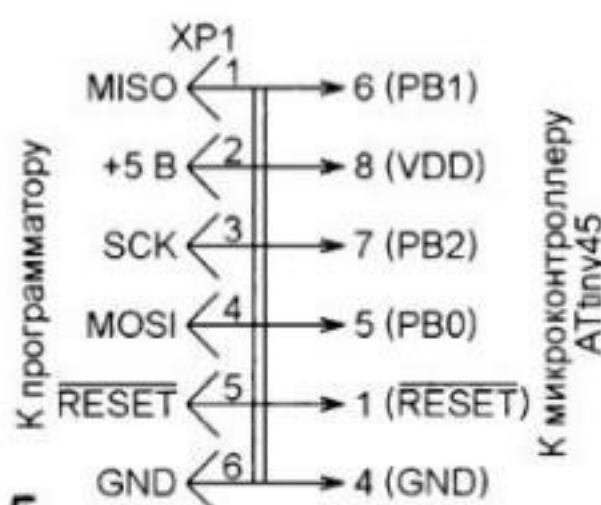 XP1
К программатору
MISO 1 6 (PB1)
+5 В 2 8 (VDD)
SCK 3 7 (PB2)
MOSI 4 5 (PB0)
RESET 5 1 (RESET)
GND 6 4 (GND)
К микроконтроллеру
ATtiny45